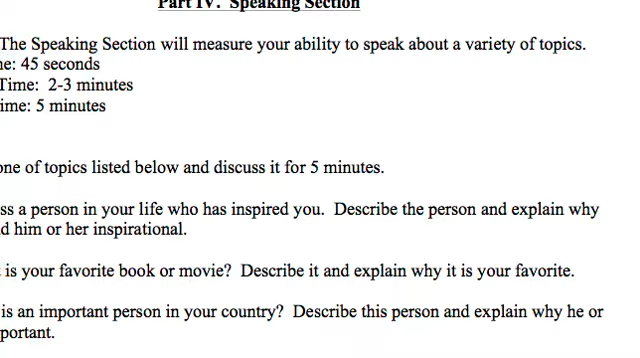 Part IV: Speaking Section
The Speaking Section will measure your ability to speak about a variety of topics.
45 seconds
Time: 2-3 minutes
5 minutes
one of topics listed below and discuss it for 5 minutes.
a person in your life who has inspired you. Describe the person and explain why
him or her inspirational.
is your favorite book or movie? Describe it and explain why it is your favorite.
is an important person in your country? Describe this person and explain why he or